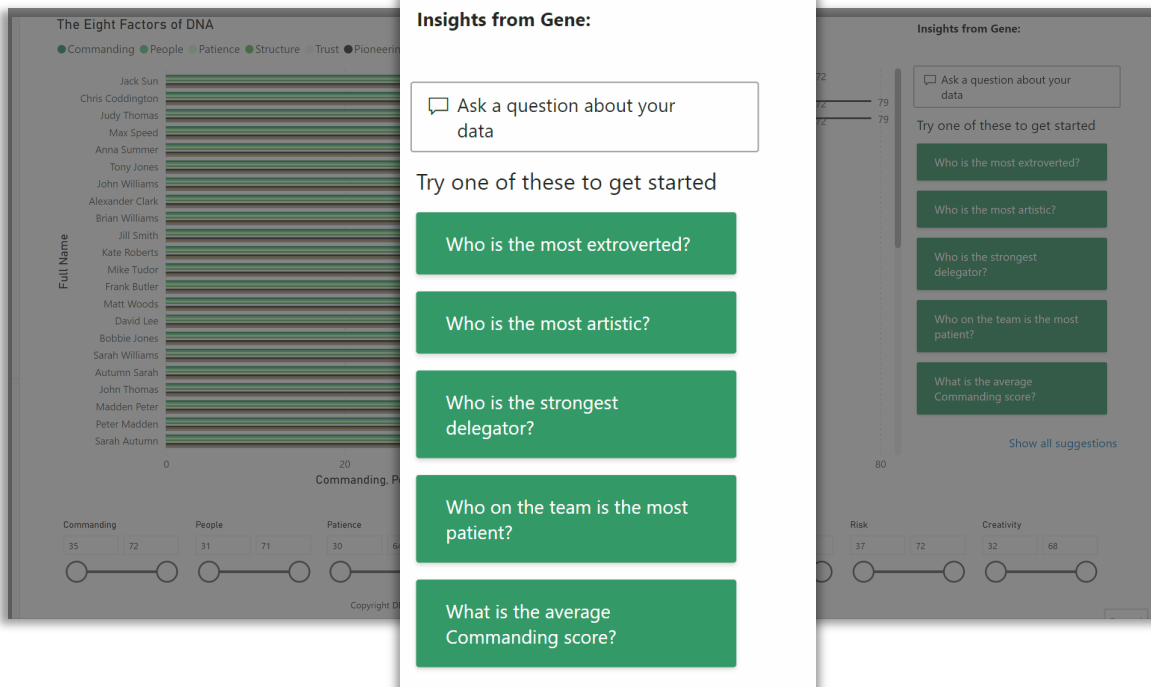 The Eight Factors of DNA
Commanding People Patience Structure Trust
Jack Sun
Chris Coddington
Judy Thomas
Max Speed
Anna Summer
Tony Jones
John Williams
Alexander Clark
Brian Williams
Jill Smith
Kate Roberts
Mike Tudor
Frank Butler
Matt Woods
David Lee
Bobbie Jones
Sarah Williams
Autumn Sarah
John Thomas
Madden Peter
Peter Madden
Sarah Autumn
Full Name
0 20
Commanding,
Commanding People Patience
35 72 31 71 30
Copyright
Insights from Gene:
Ask a question about your
data
Try one of these to get started
Who is the most extroverted?
Who is the most artistic?
Who is the strongest
delegator?
Who on the team is the most
patient?
What is the average
Commanding score?
72
72 79
72 79
80
Insights from Gene:
Ask a question about your
data
Try one of these to get started
Who is the most extroverted?
Who is the most artistic?
Who is the strongest
delegator?
Who on the team is the most
patient?
What is the average
Commanding score?
Show all suggestions
Risk Creativity
37 72 32 68